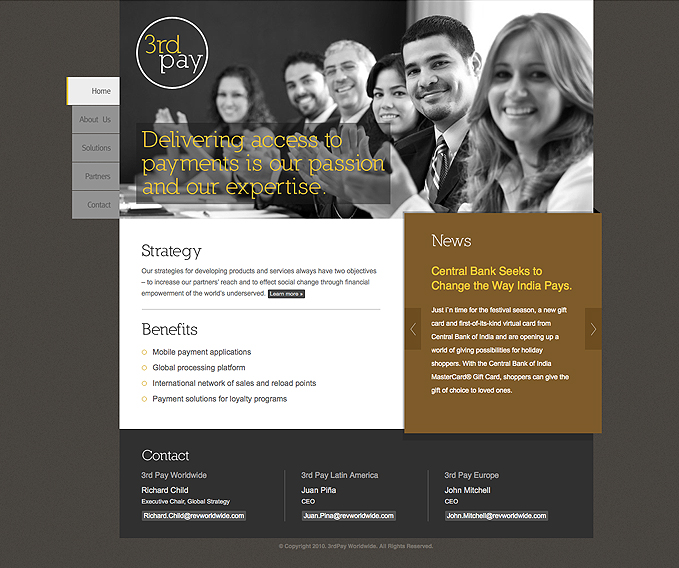 3rd
pay
Home
About Us
Solutions
Partners
Contact
Delivering access to
payments is our passion
and our expertise.
Strategy
Our strategies for developing products and services always have two objectives
– to increase our partners' reach and to effect social change through financial
empowerment of the world's underserved. Learn more »
Benefits
Mobile payment applications
Global processing platform
International network of sales and reload points
Payment solutions for loyalty programs
News
Central Bank Seeks to
Change the Way India Pays.
Just i`n time for the festival season, a new gift
card and first-of-its-kind virtual card from
Central Bank of India and are opening up a
world of giving possibilities for holiday
shoppers. With the Central Bank of India
MasterCard® Gift Card, shoppers can give the
gift of choice to loved ones.
Contact
3rd Pay Worldwide
Richard Child
Executive Chair, Global Strategy
Richard.Child@revworldwide.com
3rd Pay Latin America
Juan Piña
CEO
Juan.Pina@revworldwide.com
3rd Pay Europe
John Mitchell
CEO
John.Mitchell@revworldwide.com
© Copyright 2010. 3rdPay Worldwide. All Rights Reserved.